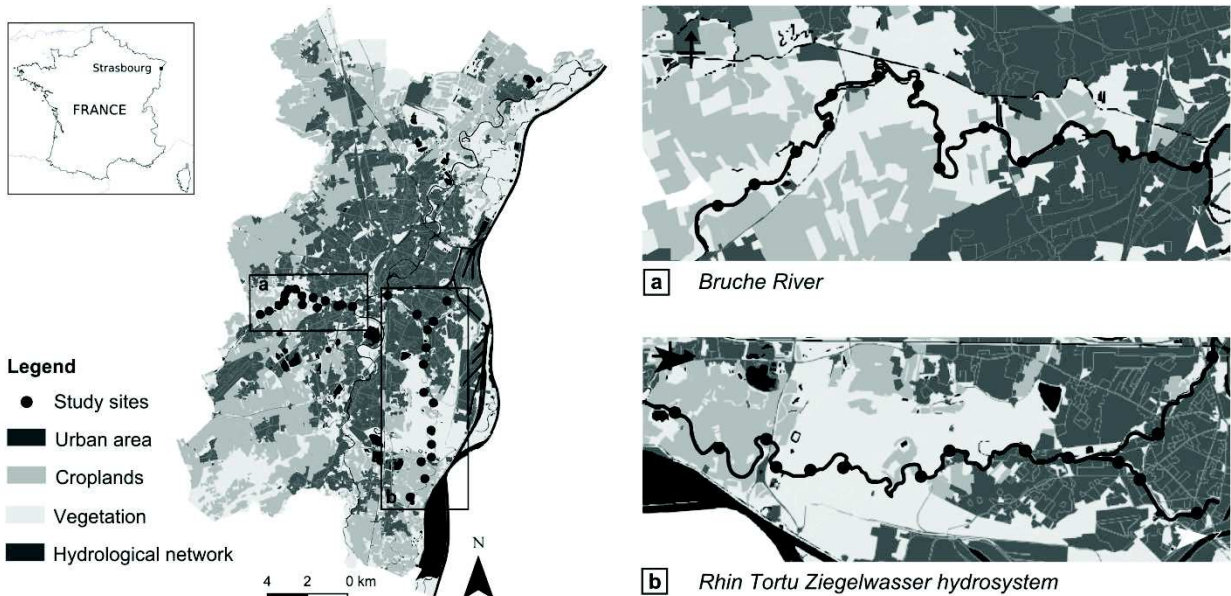 Strasbourg
FRANCE
a
b
Legend
Study sites
Urban area
Croplands
Vegetation
Hydrological network
4 2 0 km
N
N
a Bruche River
b Rhin Tortu Ziegelwasser hydrosystem